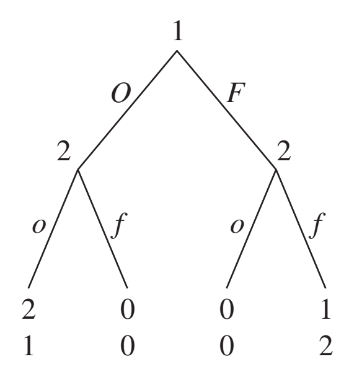 1
O F
2 2
o f o f
2 0 0 1
1 0 0 2